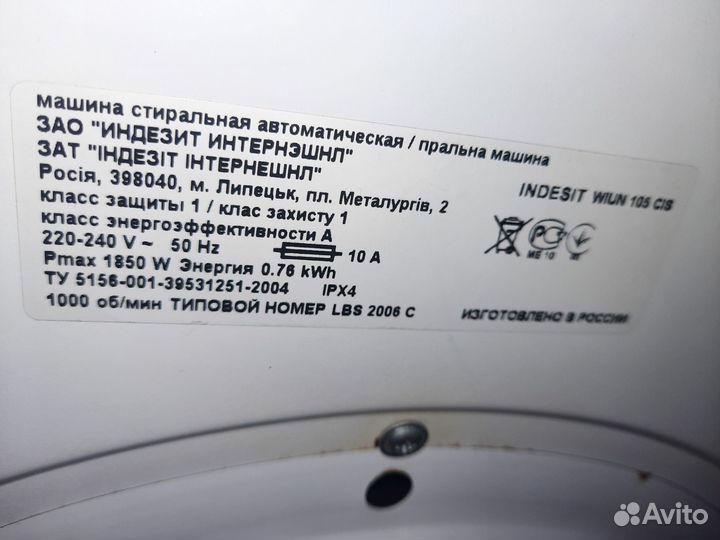 машина стиральная автоматическая / пральна машина
ЗАО "ИНДЕЗИТ ИНТЕРНЭШНЛ"
ЗАТ "ІНДЕЗІТ ІНТЕРНЕШНЛ"
INDESIT WIUN 105 CIS
Росія, 398040, м. Липецьк, пл. Металургів, 2
класс защиты 1 / клас захисту 1
класс энергоэффективности А
220-240 V ~ 50 Hz 10 A
ME 10
Pmax 1850 W Энергия 0.76 kWh
ТУ 5156-001-39531251-2004 IPX4
1000 об/мин ТИПОВОЙ НОМЕР LBS 2006 C
ИЗГОТОВЛЕНО В РОССИИ
Avito